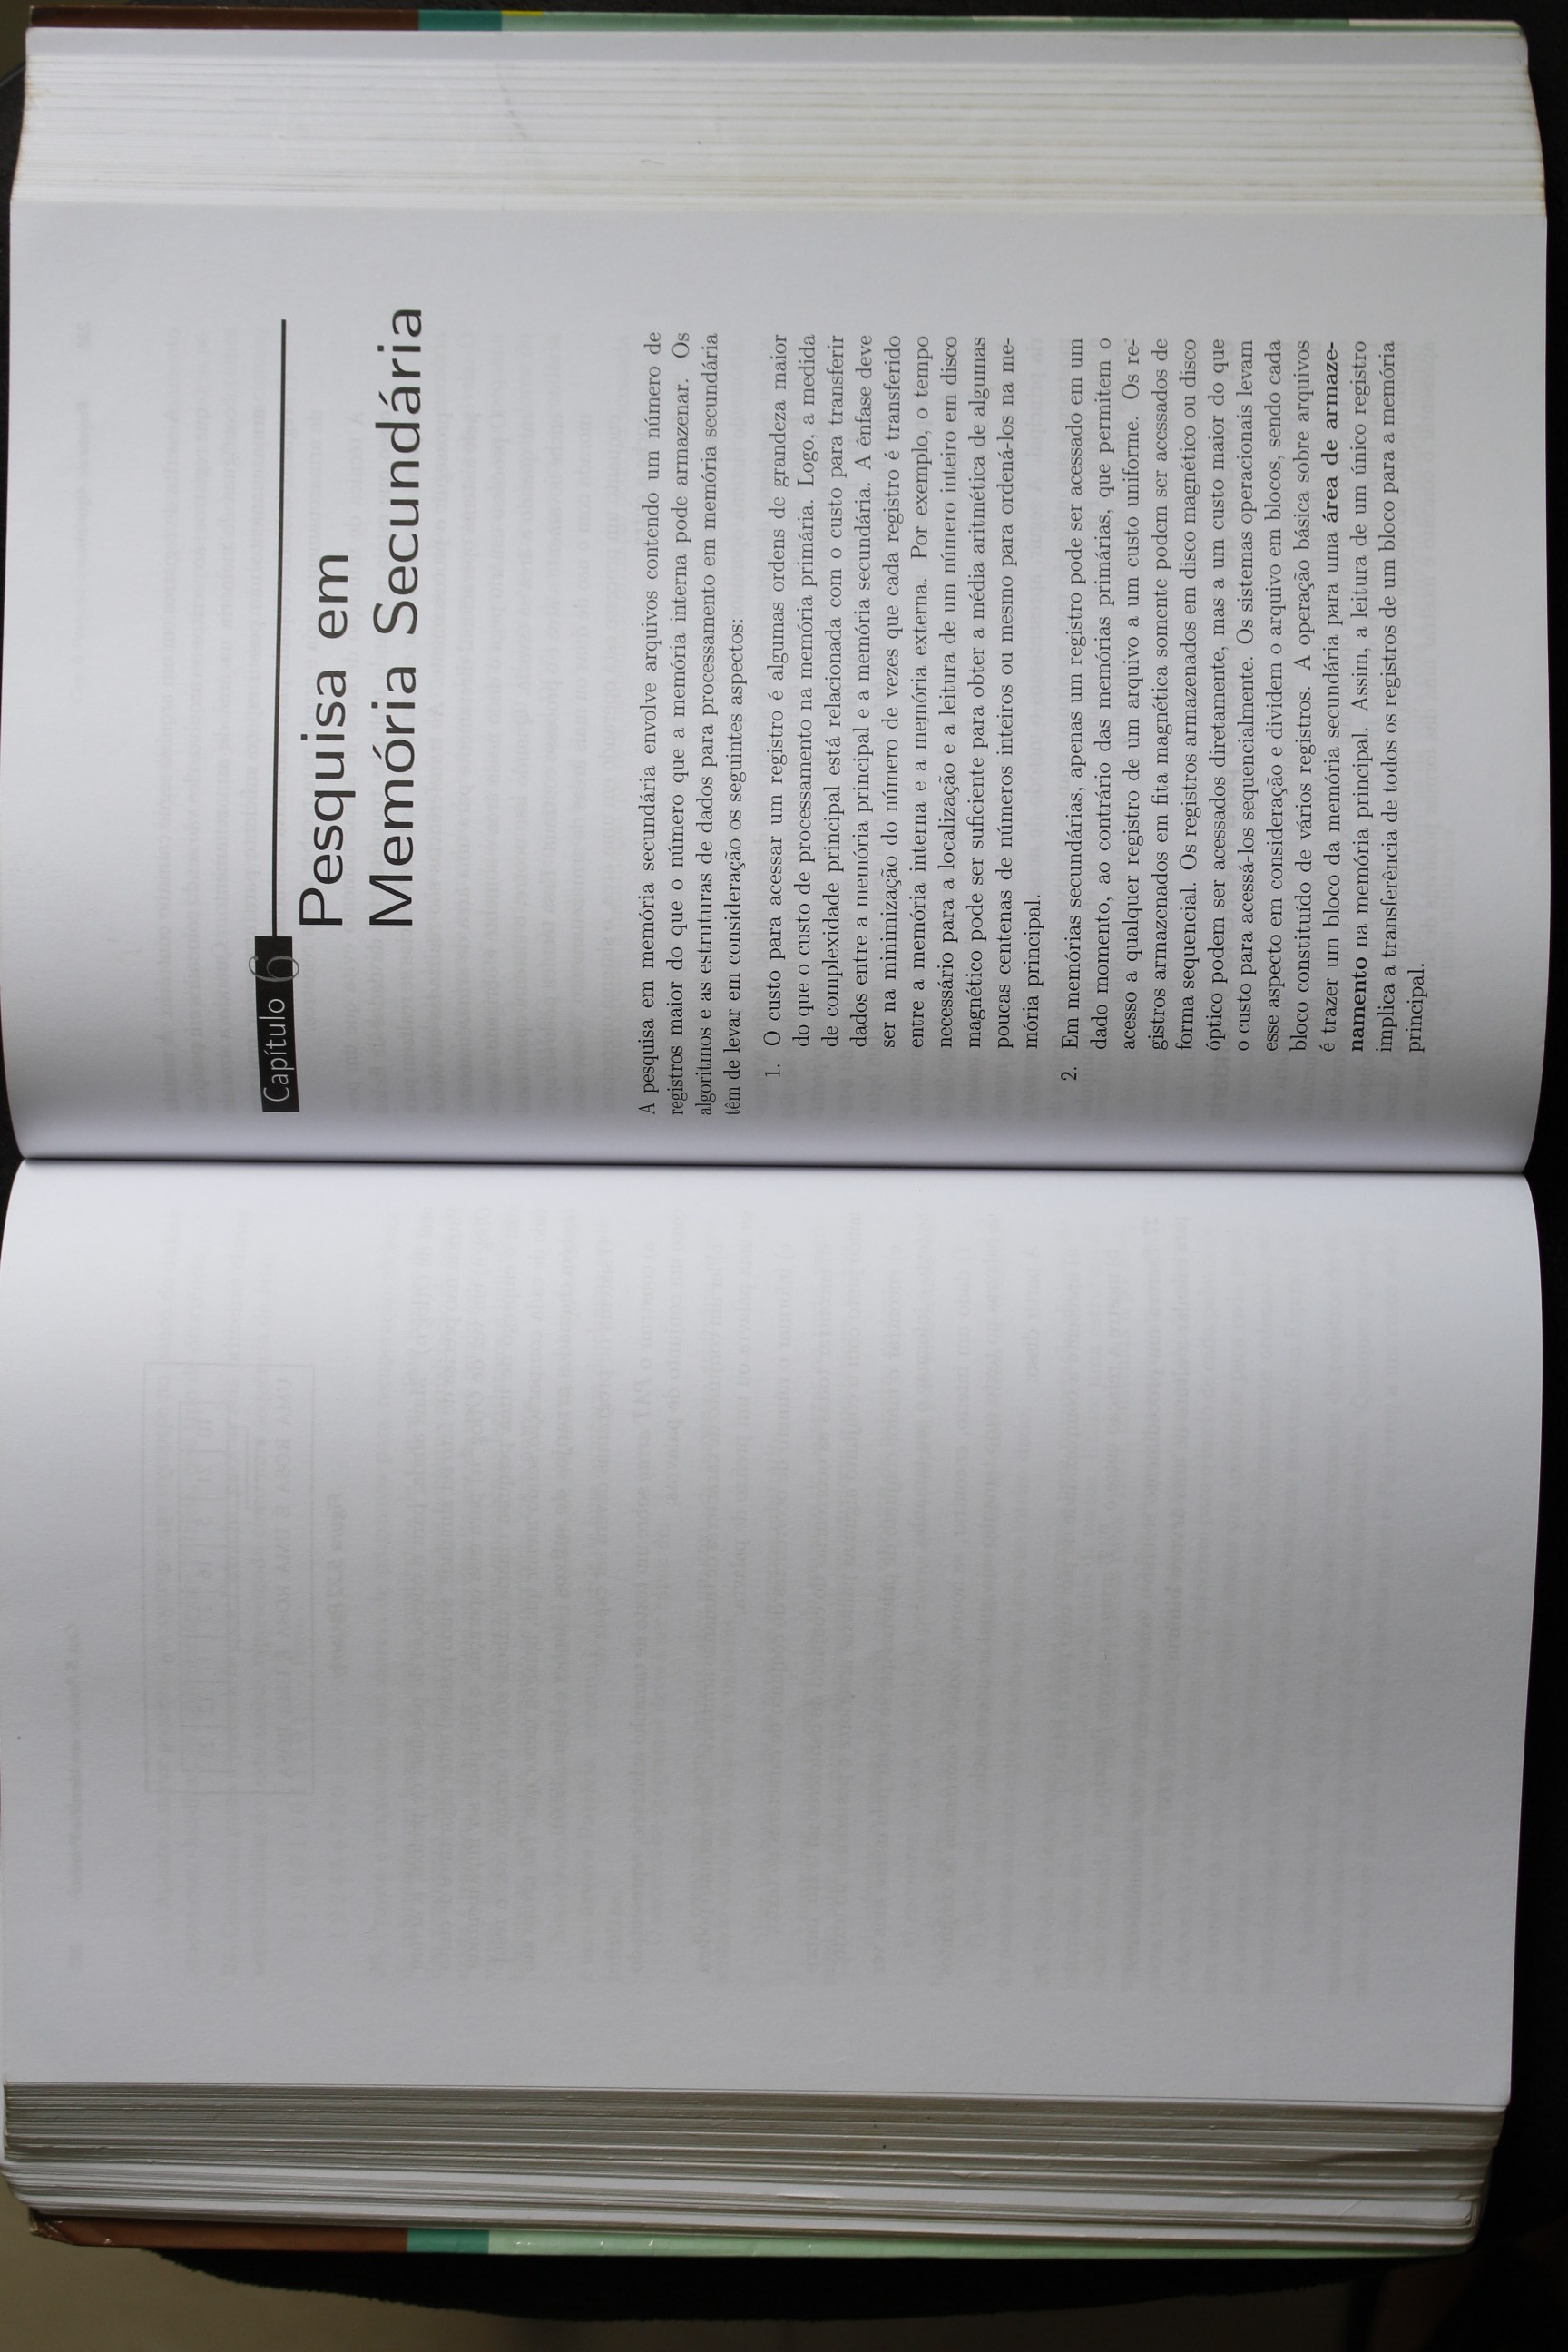 Capítulo 6
Pesquisa em
Memória Secundária
A pesquisa em memória secundária envolve arquivos contendo um número de
registros maior do que o número que a memória interna pode armazenar. Os
algoritmos e as estruturas de dados para processamento em memória secundária
têm de levar em consideração os seguintes aspectos:
1. O custo para acessar um registro é algumas ordens de grandeza maior
do que o custo de processamento na memória primária. Logo, a medida
de complexidade principal está relacionada com o custo para transferir
dados entre a memória principal e a memória secundária. A ênfase deve
ser na minimização do número de vezes que cada registro é transferido
entre a memória interna e a memória externa. Por exemplo, o tempo
necessário para a localização e a leitura de um número inteiro em disco
magnético pode ser suficiente para obter a média aritmética de algumas
poucas centenas de números inteiros ou mesmo para ordená-los na me-
mória principal.
2. Em memórias secundárias, apenas um registro pode ser acessado em um
dado momento, ao contrário das memórias primárias, que permitem o
acesso a qualquer registro de um arquivo a um custo uniforme. Os re-
gistros armazenados em fita magnética somente podem ser acessados de
forma sequencial. Os registros armazenados em disco magnético ou disco
óptico podem ser acessados diretamente, mas a um custo maior do que
o custo para acessá-los sequencialmente. Os sistemas operacionais levam
esse aspecto em consideração e dividem o arquivo em blocos, sendo cada
bloco constituído de vários registros. A operação básica sobre arquivos
é trazer um bloco da memória secundária para uma área de armaze-
namento na memória principal. Assim, a leitura de um único registro
implica a transferência de todos os registros de um bloco para a memória
principal.